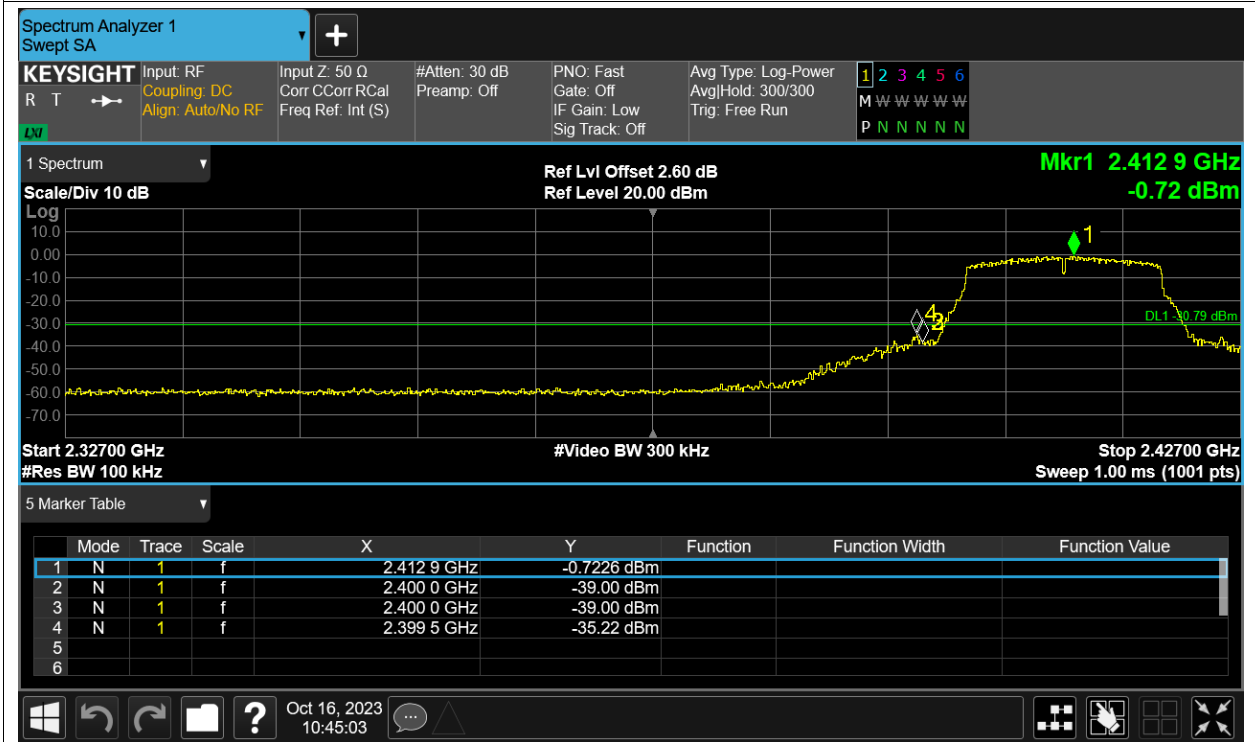 Spectrum Analyzer 1
Swept SA
+
KEYSIGHT
R T
LXI
Input: RF
Coupling: DC
Align: Auto/No RF
Input Z: 50 Ω
Corr CCorr RCal
Freq Ref: Int (S)
#Atten: 30 dB
Preamp: Off
PNO: Fast
Gate: Off
IF Gain: Low
Sig Track: Off
Avg Type: Log-Power
Avg|Hold: 300/300
Trig: Free Run
1 2 3 4 5 6
M W W W W W
P N N N N N
1 Spectrum
Scale/Div 10 dB
Ref Lvl Offset 2.60 dB
Ref Level 20.00 dBm
Mkr1 2.412 9 GHz
-0.72 dBm
Log
10.0
0.00
-10.0
-20.0
-30.0
-40.0
-50.0
-60.0
-70.0
1
4
DL1 -30.79 dBm
Start 2.32700 GHz
#Res BW 100 kHz
#Video BW 300 kHz
Stop 2.42700 GHz
Sweep 1.00 ms (1001 pts)
5 Marker Table
Mode Trace Scale X Y Function Function Width Function Value
1 N 1 f 2.412 9 GHz -0.7226 dBm
2 N 1 f 2.400 0 GHz -39.00 dBm
3 N 1 f 2.400 0 GHz -39.00 dBm
4 N 1 f 2.399 5 GHz -35.22 dBm
5
6
?
Oct 16, 2023
10:45:03